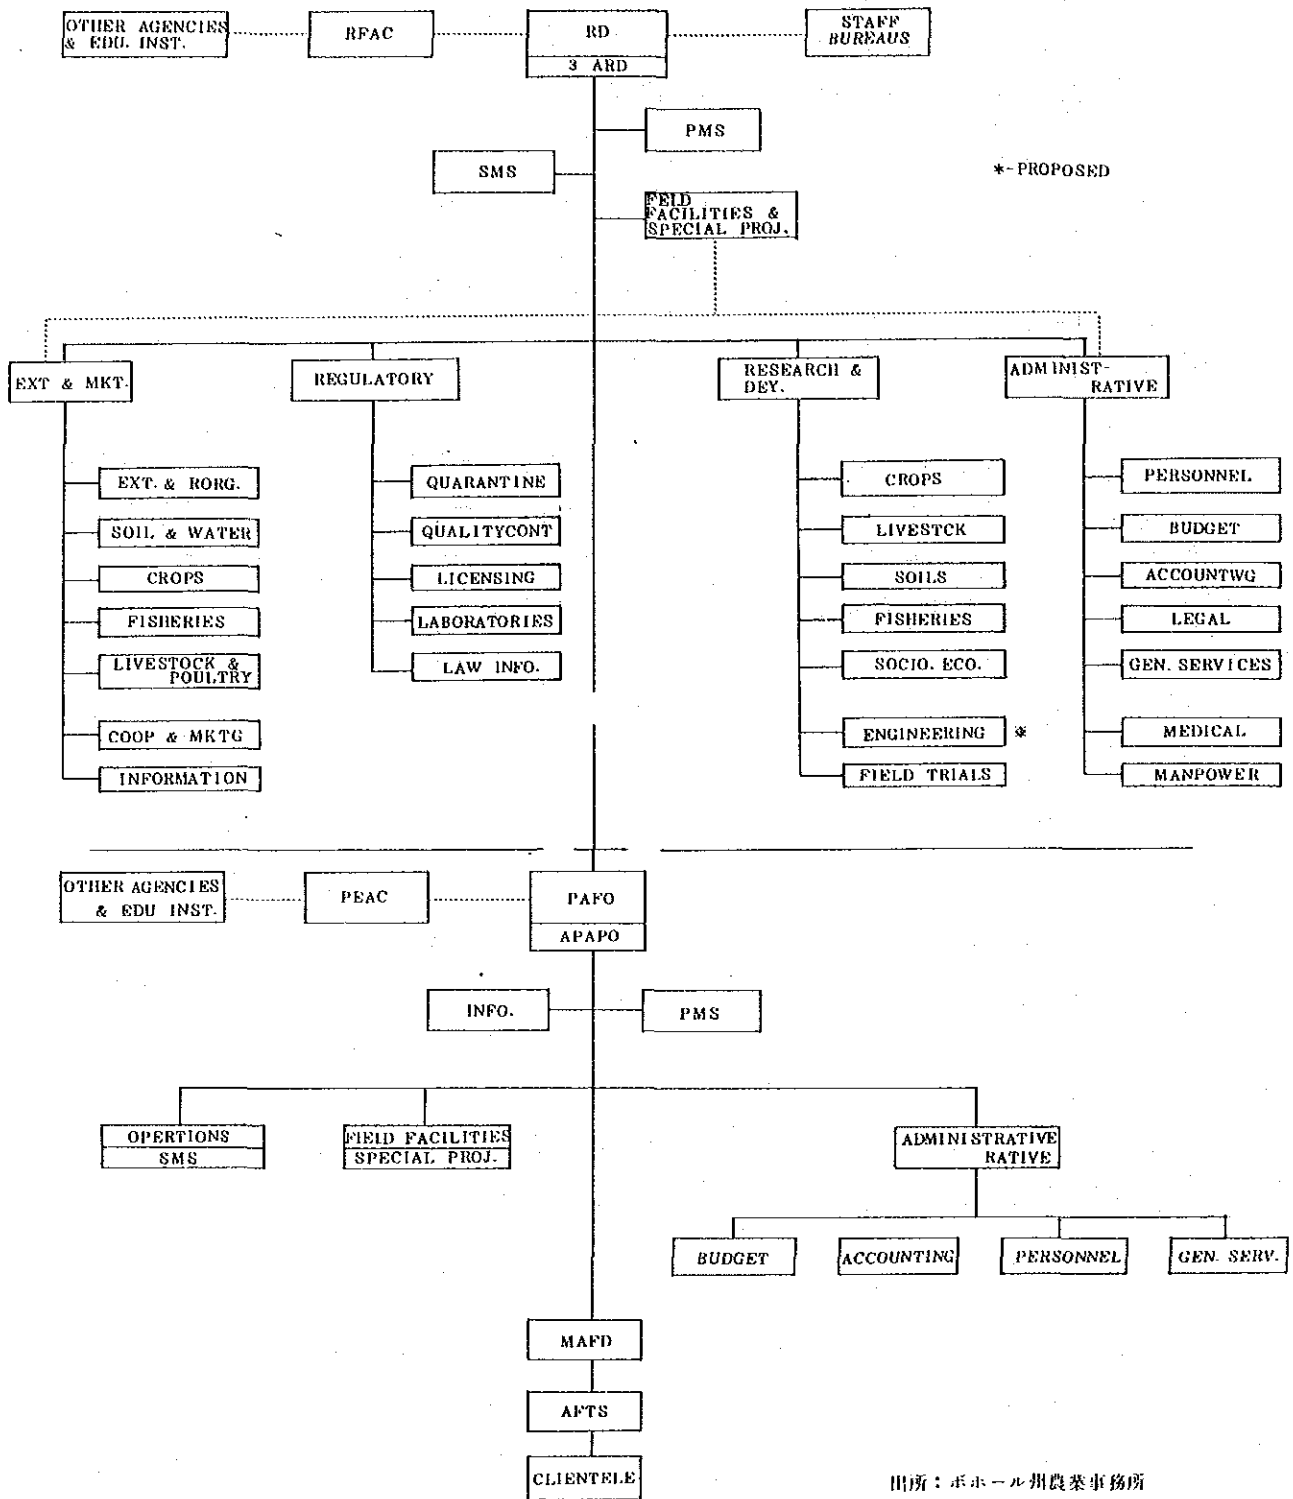 OTHER AGENCIES
& EDU. INST.
RFAC
RD
3 ARD
STAFF
BUREAUS
PMS
SMS
*-PROPOSED
FELD
FACILITIES &
SPECIAL PROJ.
EXT & MKT.
REGULATORY
RESEARCH &
DEY.
ADMINIST-
RATIVE
EXT. & RORG.
SOIL & WATER
CROPS
FISHERIES
LIVESTOCK &
POULTRY
COOP & MKTG
INFORMATION
QUARANTINE
QUALITYCONT
LICENSING
LABORATORIES
LAW INFO.
CROPS
LIVESTCK
SOILS
FISHERIES
SOCIO. ECO.
ENGINEERING *
FIELD TRIALS
PERSONNEL
BUDGET
ACCOUNTWG
LEGAL
GEN. SERVICES
MEDICAL
MANPOWER
OTHER AGENCIES
& EDU INST.
PEAC
PAFO
APAPO
INFO.
PMS
OPERTIONS
SMS
FIELD FACILITIES
SPECIAL PROJ.
ADMINISTRATIVE
RATIVE
BUDGET
ACCOUNTING
PERSONNEL
GEN. SERV.
MAFD
AFTS
CLIENTELE
出所：ボホール州農業事務所